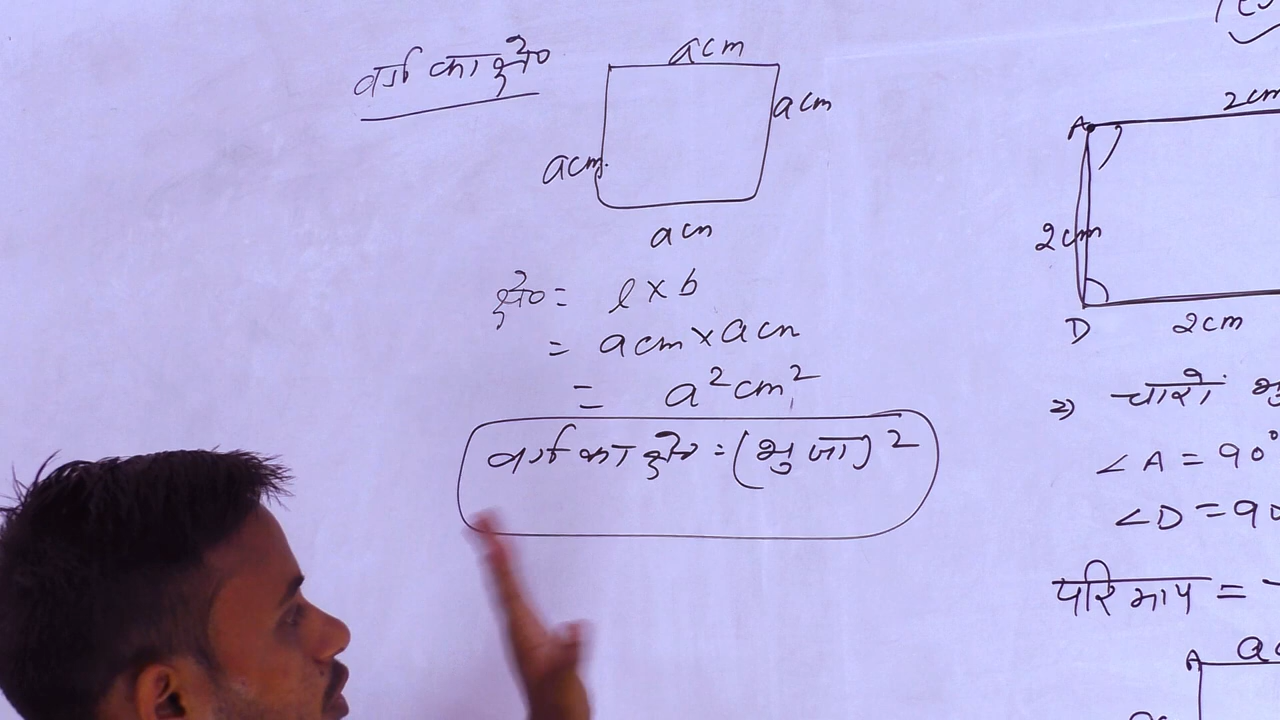 वर्ग का क्षे०
a cm
a cm
a cm
a cm
क्षे० = l × b
= a cm × a cm
= a² cm²
वर्ग का क्षे० = (भुजा)²
2cm
A
2cm
D
2cm
2) चारो
∠A = 90°
∠D = 90
परिमाप =
A